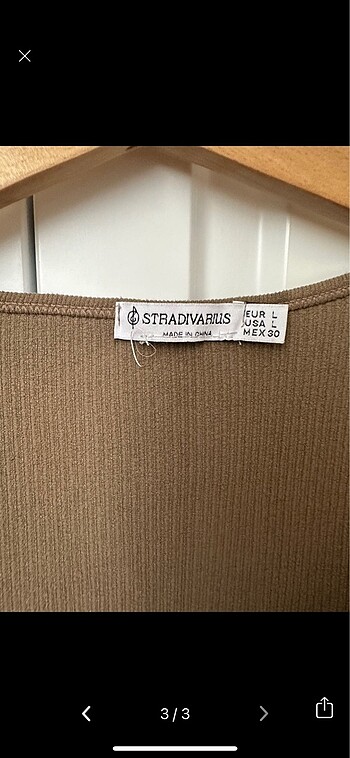 STRADIVARIUS
MADE IN CHINA
EUR L
USA L
MEX 30
3/3